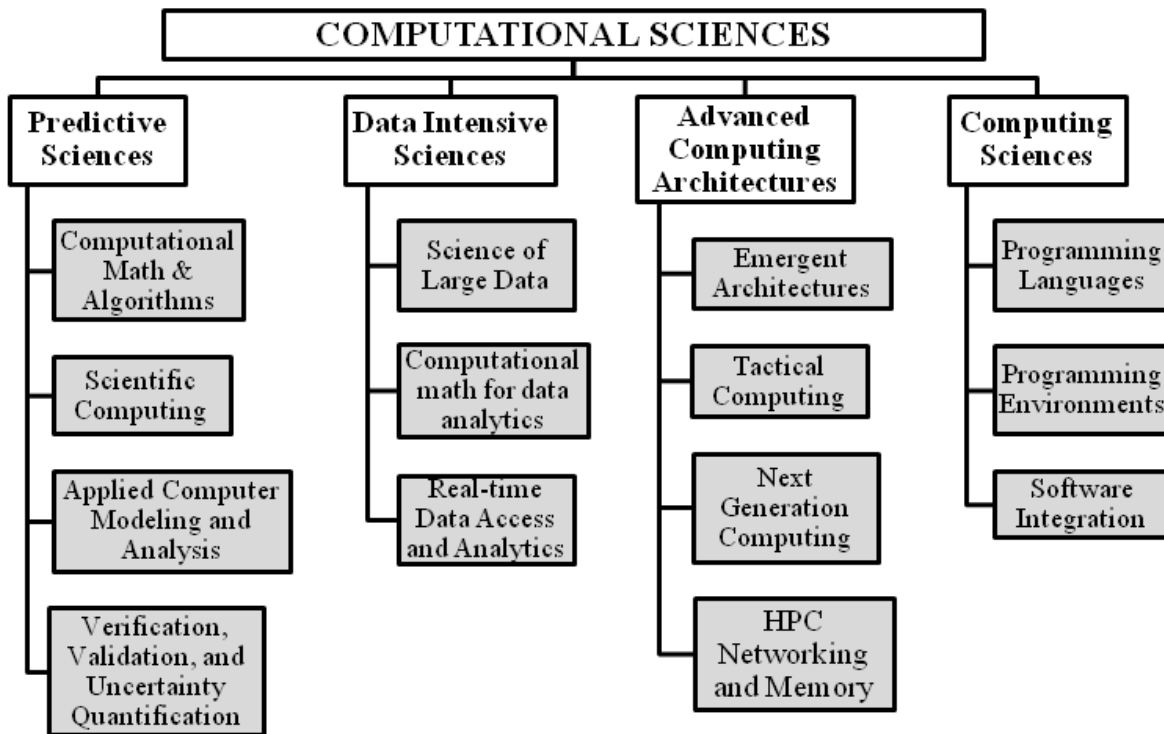 COMPUTATIONAL SCIENCES
Predictive
Sciences
Computational
Math &
Algorithms
Scientific
Computing
Applied Computer
Modeling and
Analysis
Verification,
Validation, and
Uncertainty
Quantification
Data Intensive
Sciences
Science of
Large Data
Computational
math for data
analytics
Real-time
Data Access
and Analytics
Advanced
Computing
Architectures
Emergent
Architectures
Tactical
Computing
Next
Generation
Computing
HPC
Networking
and Memory
Computing
Sciences
Programming
Languages
Programming
Environments
Software
Integration